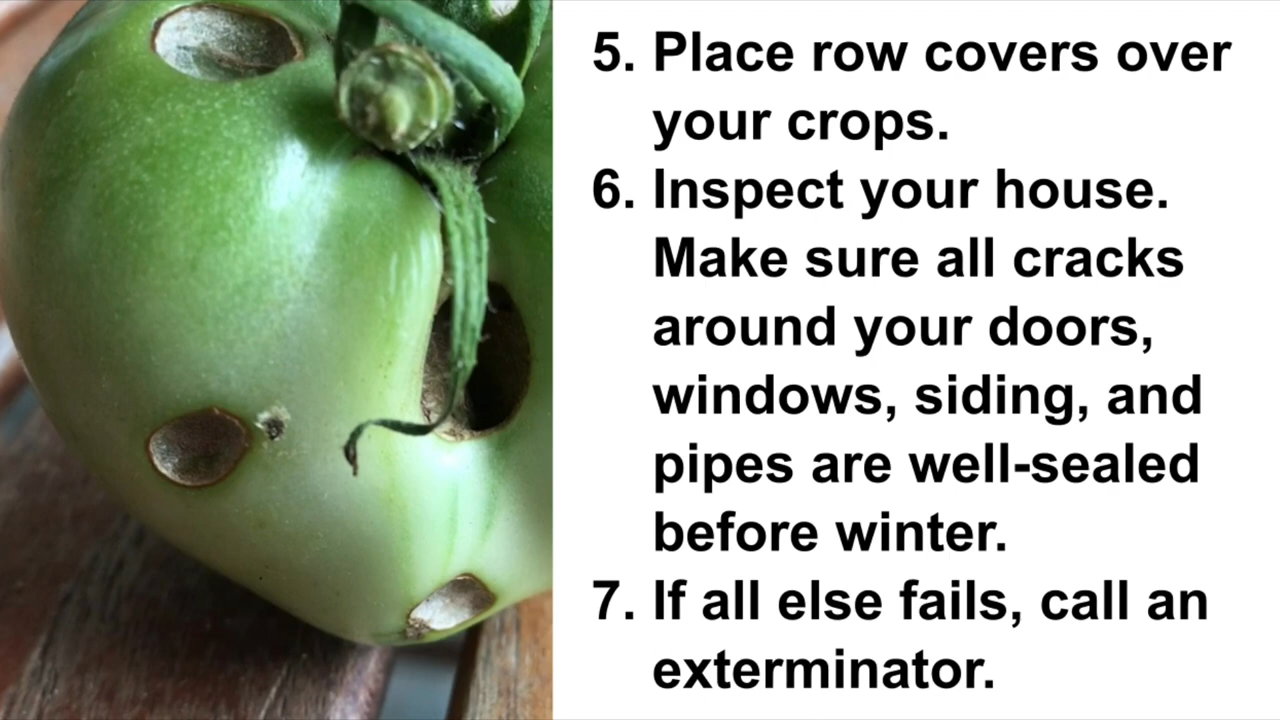 5. Place row covers over
your crops.
6. Inspect your house.
Make sure all cracks
around your doors,
windows, siding, and
pipes are well-sealed
before winter.
7. If all else fails, call an
exterminator.